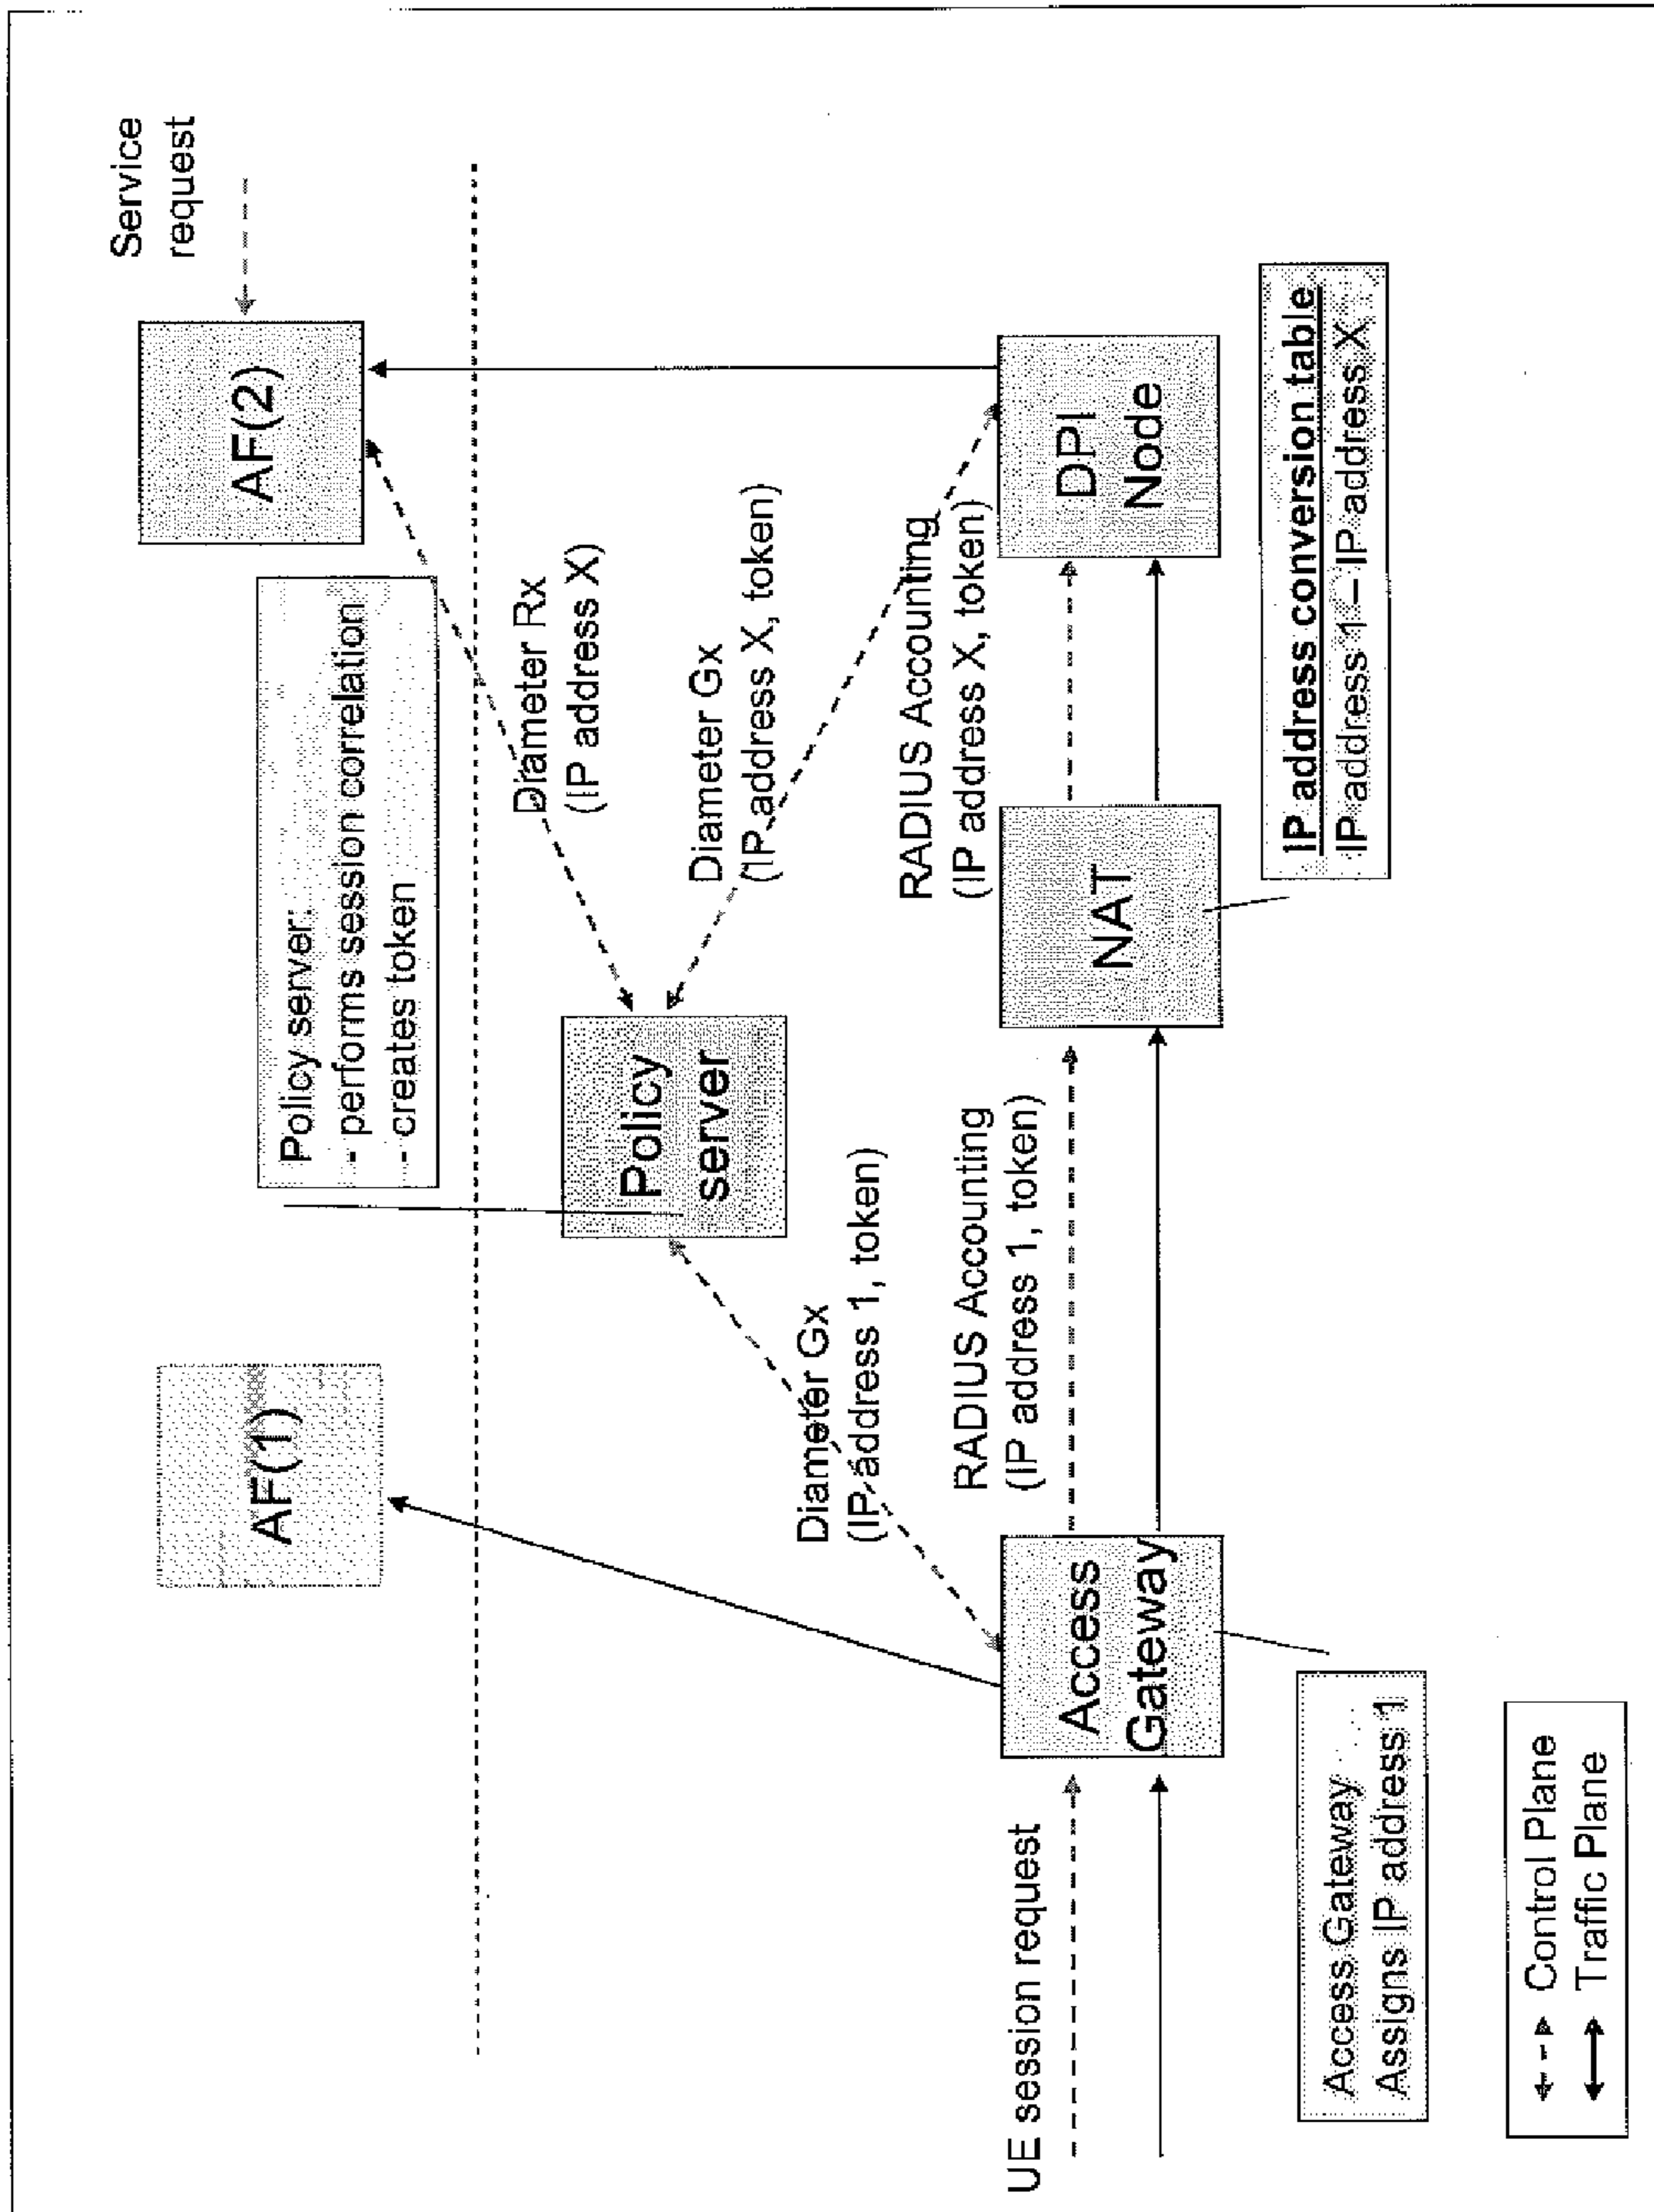 Service
request
AF(1)
AF(2)
Policy server:
- performs session correlation
- creates token
Diameter Rx
(IP address X)
Policy
server
Diameter Gx
(IP address X, token)
Diameter Gx
(IP address 1, token)
RADIUS Accounting
(IP address X, token)
RADIUS Accounting
(IP address 1, token)
UE session request
Access
Gateway
NAT
DPI
Node
IP address conversion table
IP address 1 – IP address X
Access Gateway
Assigns IP address 1
Control Plane
Traffic Plane